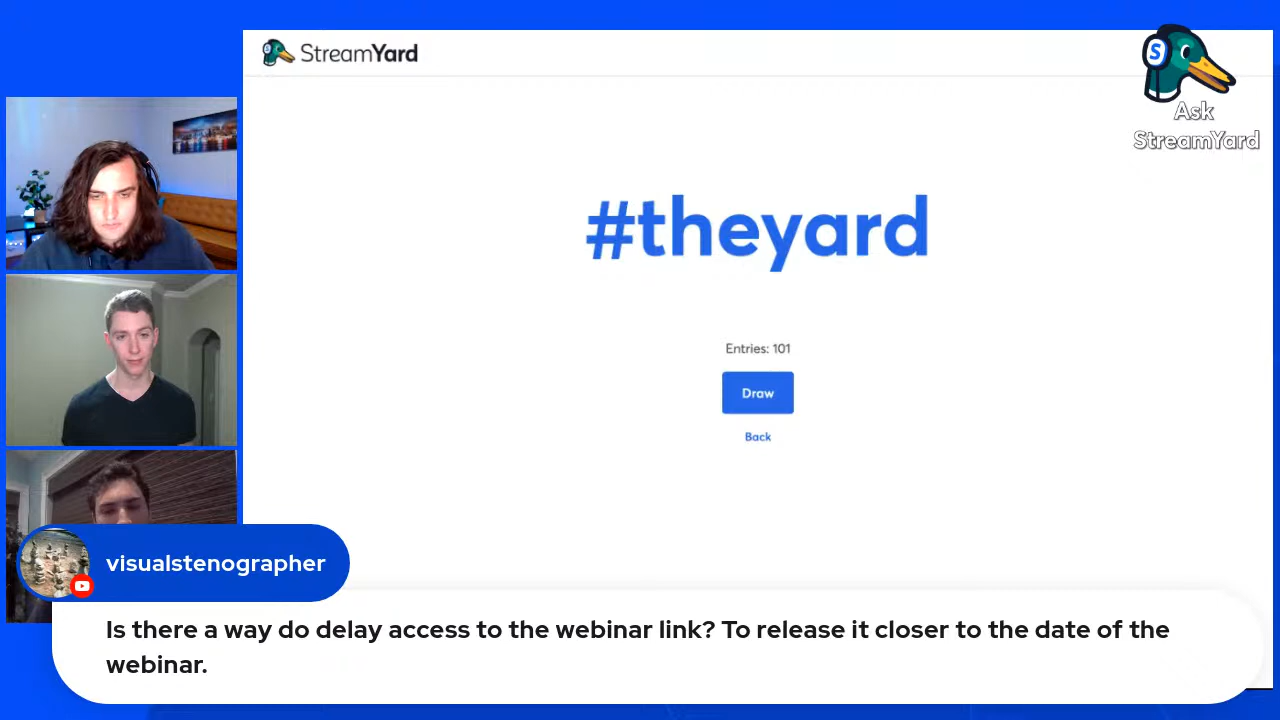 StreamYard
S
Ask
StreamYard
#theyard
Entries: 101
Draw
Back
visualstenographer
Is there a way do delay access to the webinar link? To release it closer to the date of the
webinar.